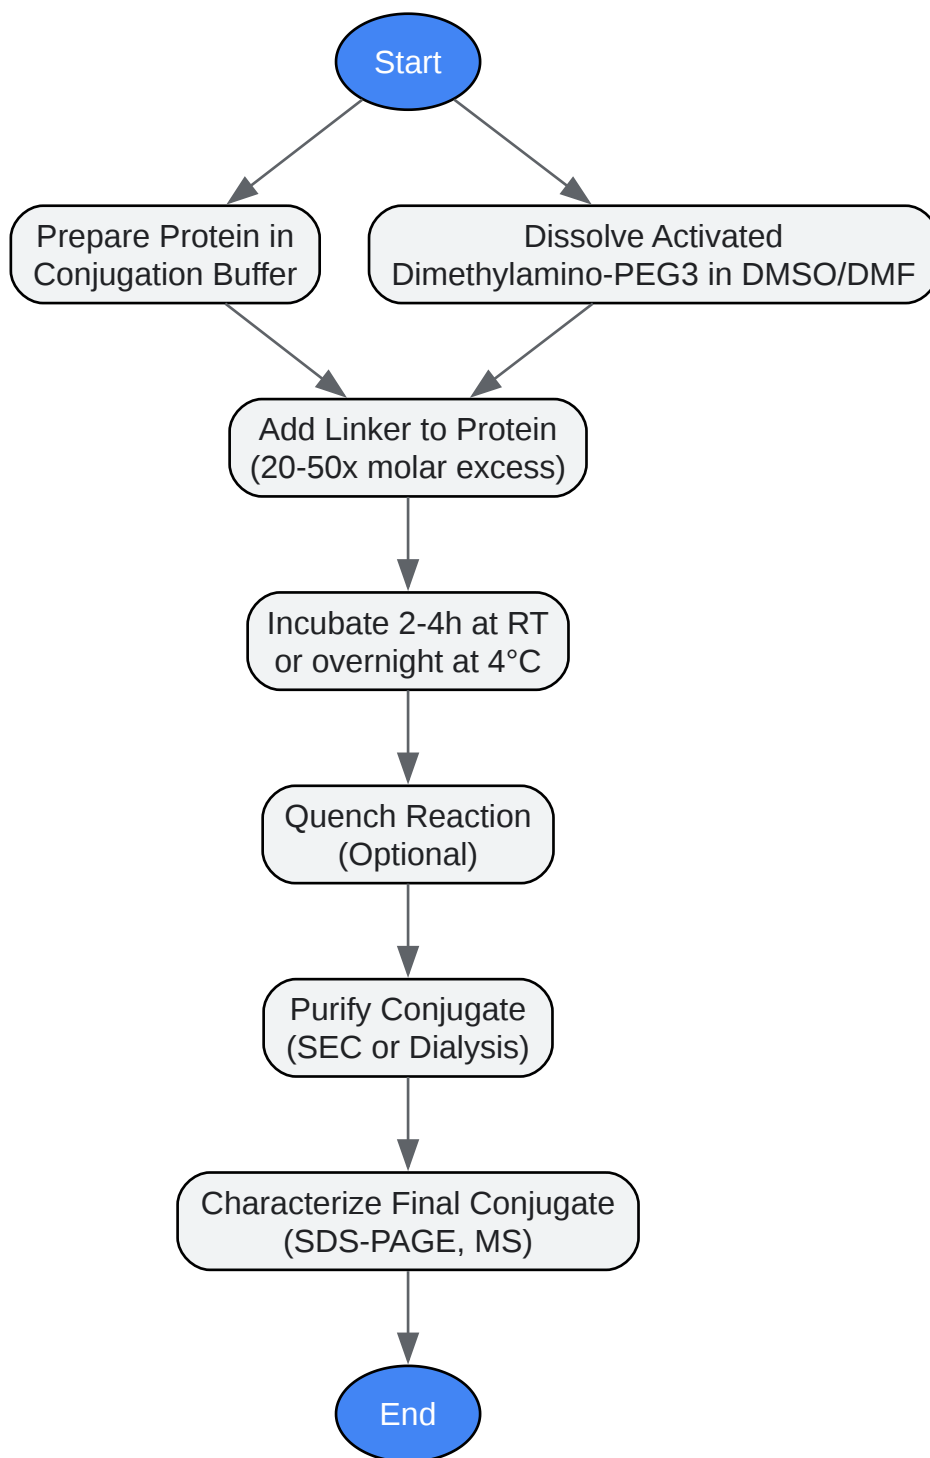 Start
Prepare Protein in
Conjugation Buffer
Dissolve Activated
Dimethylamino-PEG3 in DMSO/DMF
Add Linker to Protein
(20-50x molar excess)
Incubate 2-4h at RT
or overnight at 4°C
Quench Reaction
(Optional)
Purify Conjugate
(SEC or Dialysis)
Characterize Final Conjugate
(SDS-PAGE, MS)
End